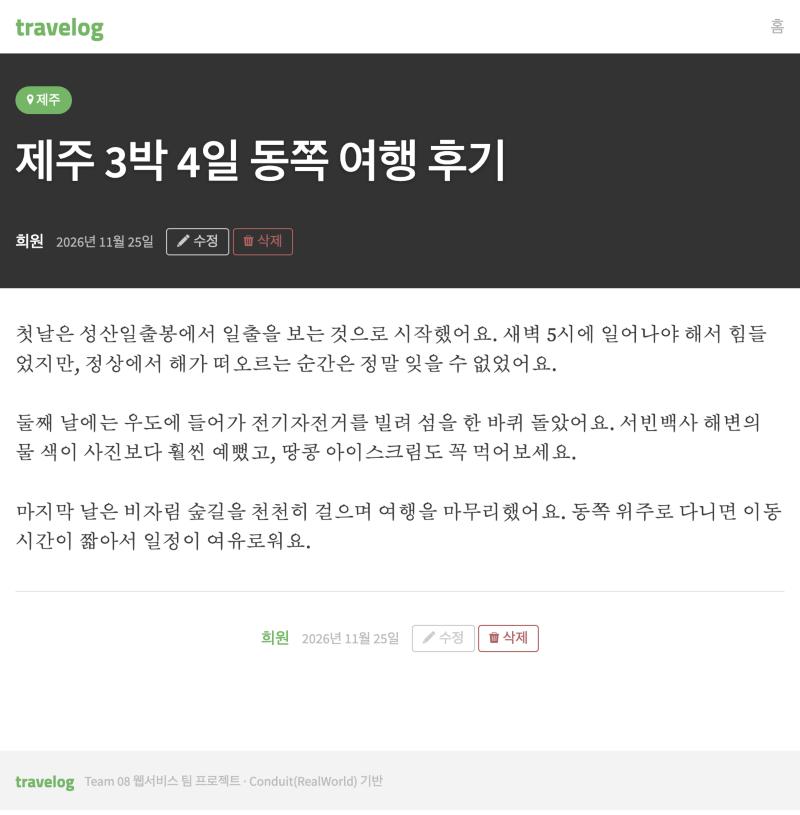 travelog
홈
제주
제주 3박 4일 동쪽 여행 후기
희원 2026년 11월 25일 수정 삭제
첫날은 성산일출봉에서 일출을 보는 것으로 시작했어요. 새벽 5시에 일어나야 해서 힘들
었지만, 정상에서 해가 떠오르는 순간은 정말 잊을 수 없었어요.
둘째 날에는 우도에 들어가 전기자전거를 빌려 섬을 한 바퀴 돌았어요. 서빈백사 해변의
물 색이 사진보다 훨씬 예뻤고, 땅콩 아이스크림도 꼭 먹어보세요.
마지막 날은 비자림 숲길을 천천히 걸으며 여행을 마무리했어요. 동쪽 위주로 다니면 이동
시간이 짧아서 일정이 여유로워요.
희원 2026년 11월 25일 수정 삭제
travelog Team 08 웹서비스 팀 프로젝트 · Conduit(RealWorld) 기반